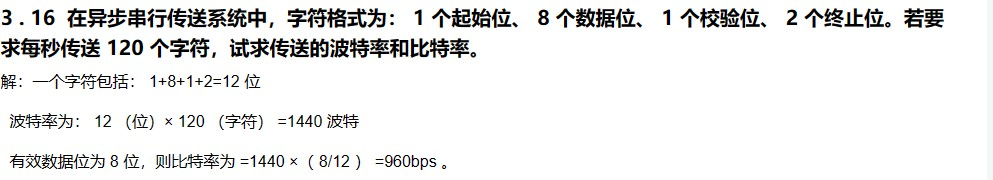 3 . 16 在异步串行传送系统中，字符格式为： 1 个起始位、 8 个数据位、 1 个校验位、 2 个终止位。若要
求每秒传送 120 个字符，试求传送的波特率和比特率。
解：一个字符包括： 1+8+1+2=12 位
波特率为： 12 （位）× 120 （字符） =1440 波特
有效数据位为 8 位，则比特率为 =1440 ×（ 8/12 ） =960bps 。